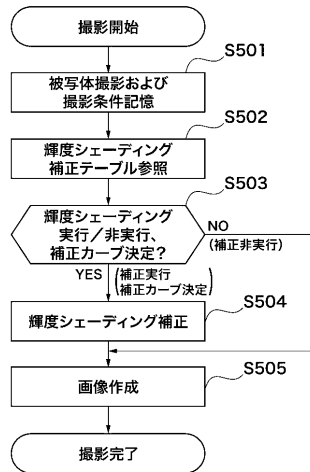 撮影開始
S501
被写体撮影および
撮影条件記憶
S502
輝度シェーディング
補正テーブル参照
S503
輝度シェーディング
実行/非実行、
補正カーブ決定?
NO
(補正非実行)
YES
(補正実行
補正カーブ決定)
S504
輝度シェーディング補正
S505
画像作成
撮影完了